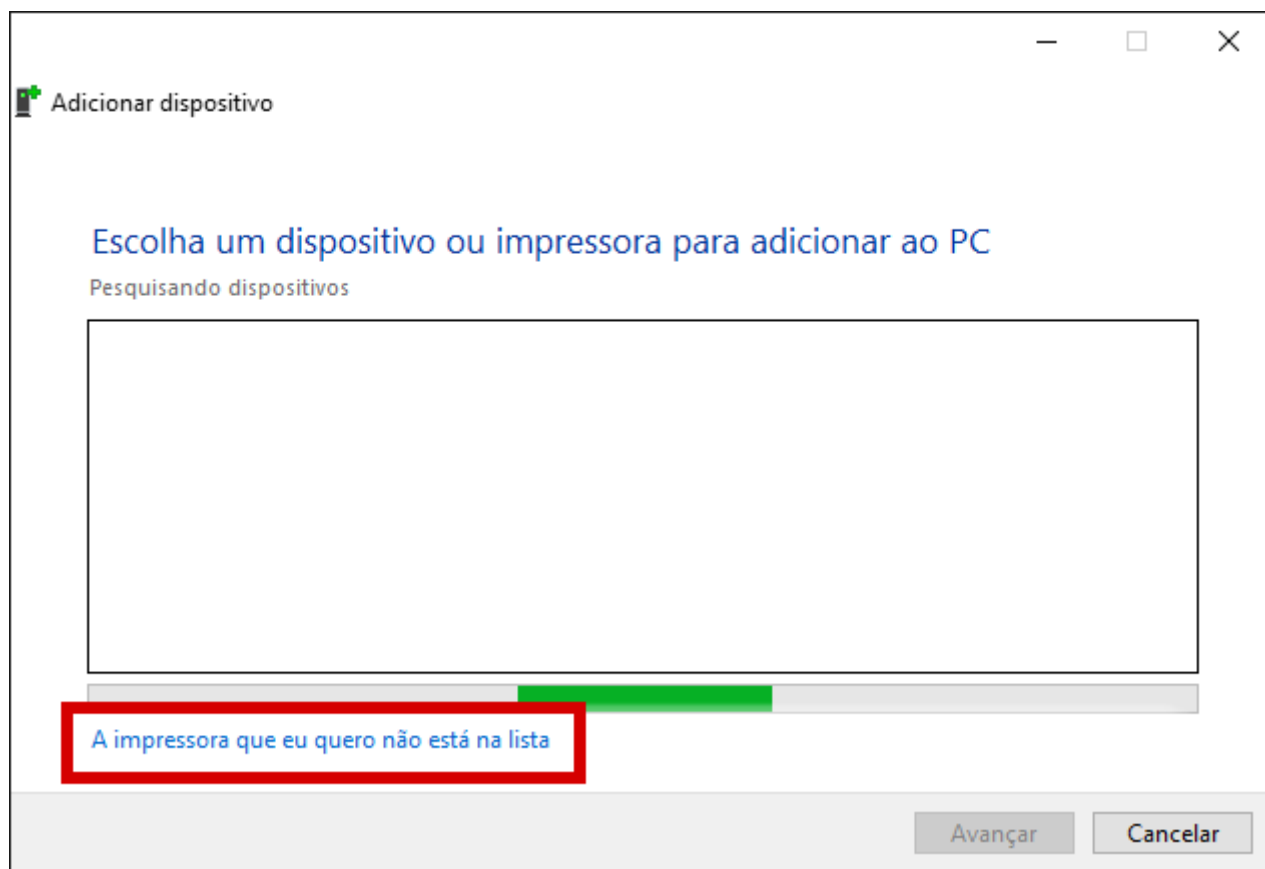 Adicionar dispositivo
Escolha um dispositivo ou impressora para adicionar ao PC
Pesquisando dispositivos
A impressora que eu quero não está na lista
Avançar
Cancelar